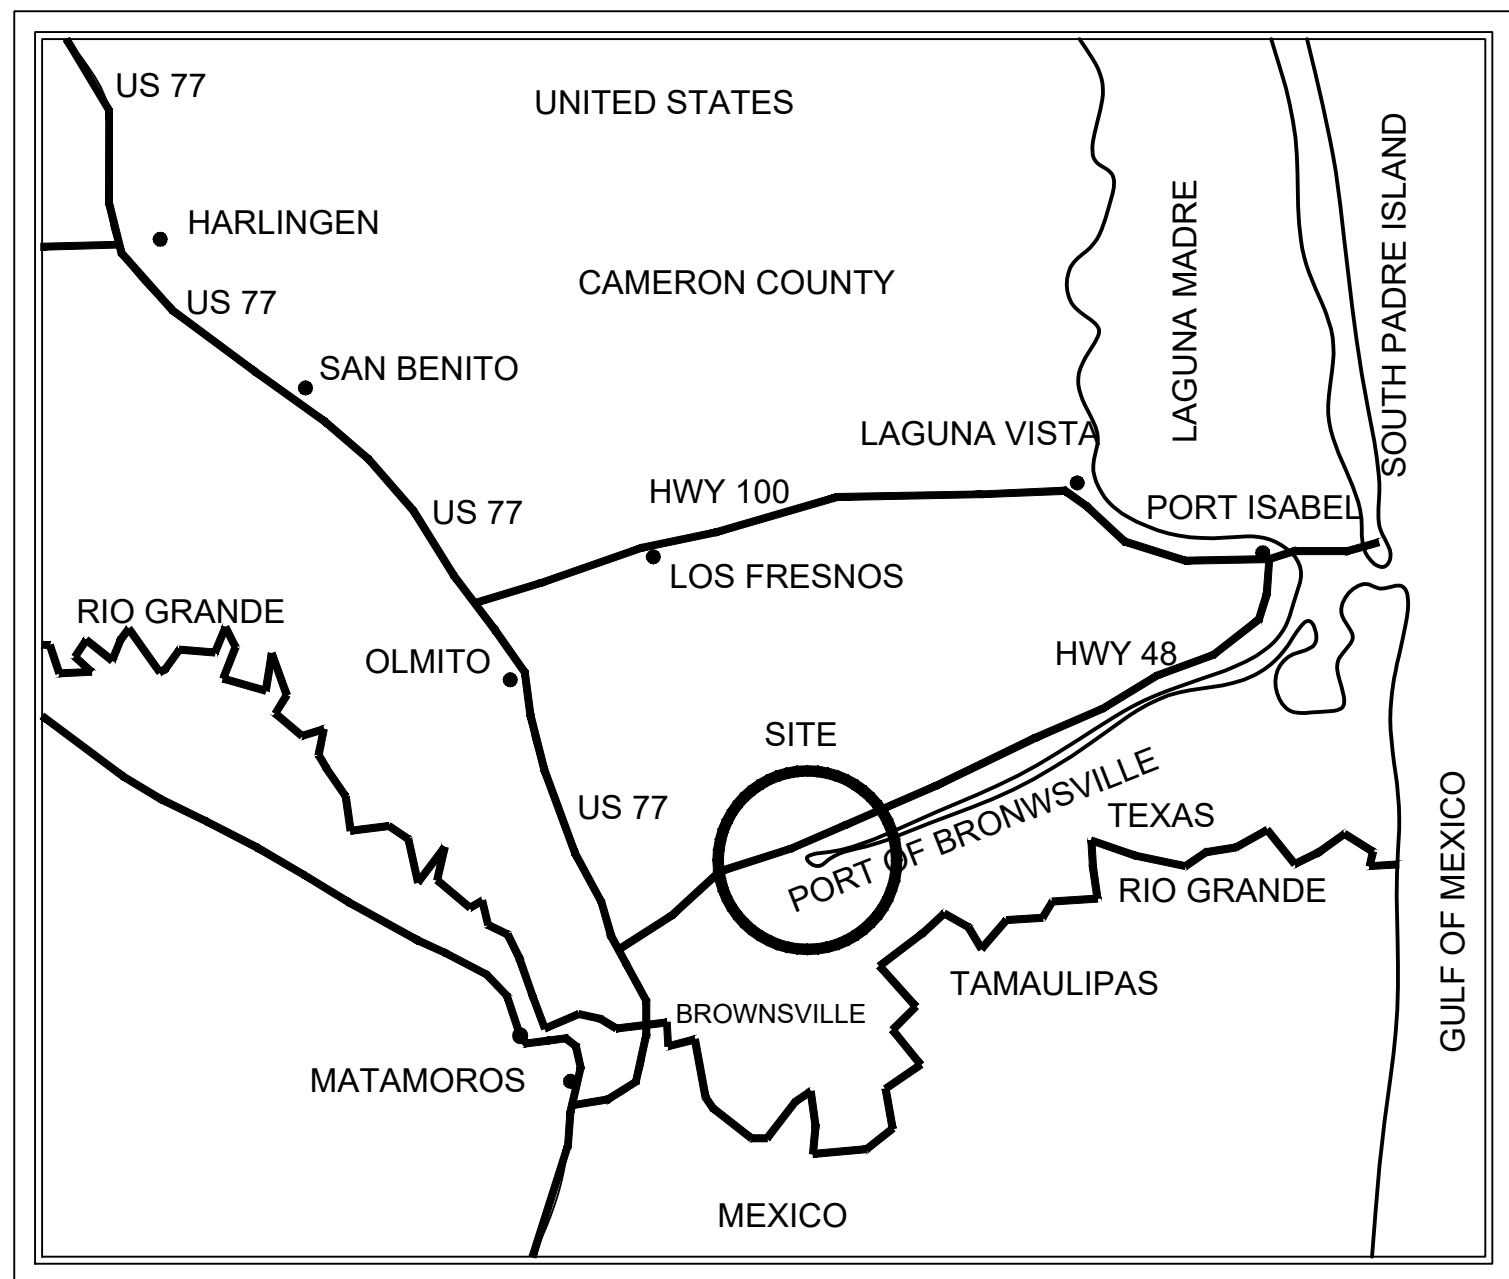 US 77
UNITED STATES
HARLINGEN
CAMERON COUNTY
LAGUNA MADRE
SOUTH PADRE ISLAND
US 77
SAN BENITO
LAGUNA VISTA
US 77
HWY 100
PORT ISABEL
LOS FRESNOS
RIO GRANDE
OLMITO
HWY 48
SITE
US 77
PORT OF BRONWSVILLE
TEXAS
RIO GRANDE
GULF OF MEXICO
TAMAULIPAS
BROWNSVILLE
MATAMOROS
MEXICO